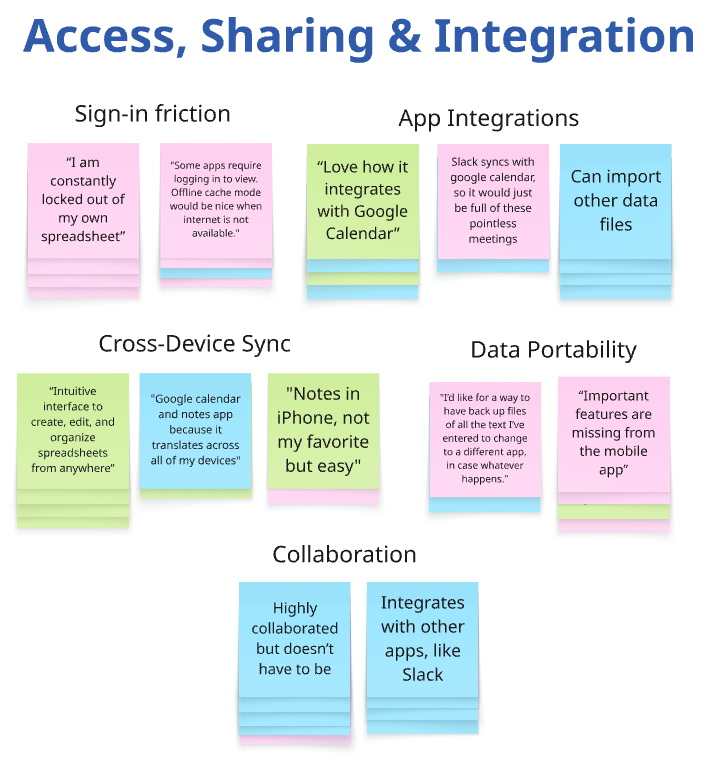 Access, Sharing & Integration
Sign-in friction
“I am
constantly
locked out of
my own
spreadsheet”
"Some apps require
logging in to view.
Offline cache mode
would be nice when
internet is not
available."
App Integrations
“Love how it
integrates
with Google
Calendar“
Slack syncs with
google calendar,
so it would just
be full of these
pointless
meetings
Can import
other data
files
Cross-Device Sync
“Intuitive
interface to
create, edit, and
organize
spreadsheets
from anywhere”
"Google calendar
and notes app
because it
translates across
all of my devices"
"Notes in
iPhone, not
my favorite
but easy"
Data Portability
"I'd like for a way to
have back up files
of all the text I’ve
entered to change
to a different app,
in case whatever
happens."
“Important
features are
missing from
the mobile
app”
Collaboration
Highly
collaborated
but doesn’t
have to be
Integrates
with other
apps, like
Slack